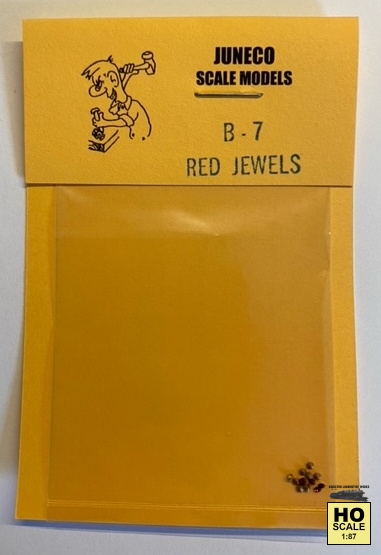 JUNECO
SCALE MODELS
B-7
RED JEWELS
HO
SCALE
1:87